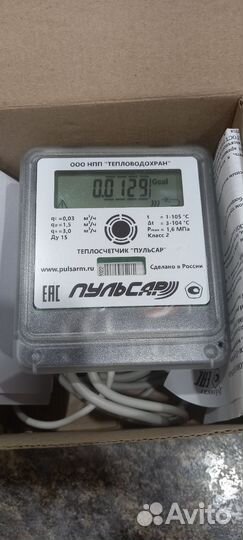 ООО НПП "ТЕПЛОВОДОХРАН"
0.0129 Gcal
qi =0,03 м³/ч
qp =1,5 м³/ч
qs =3,0 м³/ч
Ду 15
t = 1-105 °C
Δt = 3-104 °C
Pmax = 1,6 МПа
Класс 2
ТЕПЛОСЧЕТЧИК "ПУЛЬСАР"
www.pulsarm.ru
Сделано в России
ЕАС
ПУЛЬСАР
Avito